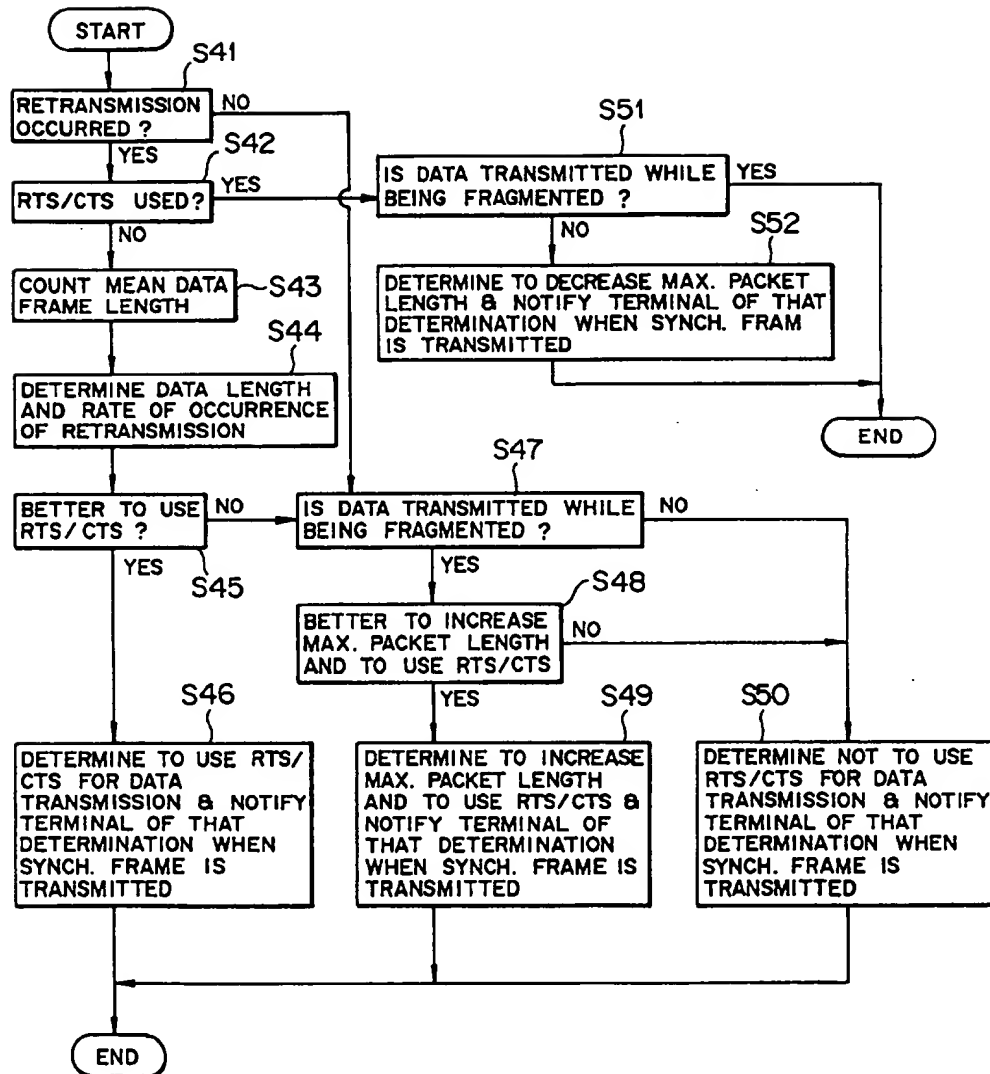 START
S41
RETRANSMISSION
OCCURRED ?
NO
YES
S42
RTS/CTS USED?
YES
NO
S51
IS DATA TRANSMITTED WHILE
BEING FRAGMENTED ?
YES
NO
S52
DETERMINE TO DECREASE MAX. PACKET
LENGTH & NOTIFY TERMINAL OF THAT
DETERMINATION WHEN SYNCH. FRAM
IS TRANSMITTED
END
COUNT MEAN DATA
FRAME LENGTH
S43
S44
DETERMINE DATA LENGTH
AND RATE OF OCCURRENCE
OF RETRANSMISSION
BETTER TO USE
RTS/CTS ?
NO
YES
S45
S47
IS DATA TRANSMITTED WHILE
BEING FRAGMENTED ?
NO
YES
S48
BETTER TO INCREASE
MAX. PACKET LENGTH
AND TO USE RTS/CTS
NO
YES
S46
DETERMINE TO USE RTS/
CTS FOR DATA
TRANSMISSION & NOTIFY
TERMINAL OF THAT
DETERMINATION WHEN
SYNCH. FRAME IS
TRANSMITTED
S49
DETERMINE TO INCREASE
MAX. PACKET LENGTH
AND TO USE RTS/CTS &
NOTIFY TERMINAL OF
THAT DETERMINATION
WHEN SYNCH. FRAME IS
TRANSMITTED
S50
DETERMINE NOT TO USE
RTS/CTS FOR DATA
TRANSMISSION & NOTIFY
TERMINAL OF THAT
DETERMINATION WHEN
SYNCH. FRAME IS
TRANSMITTED
END